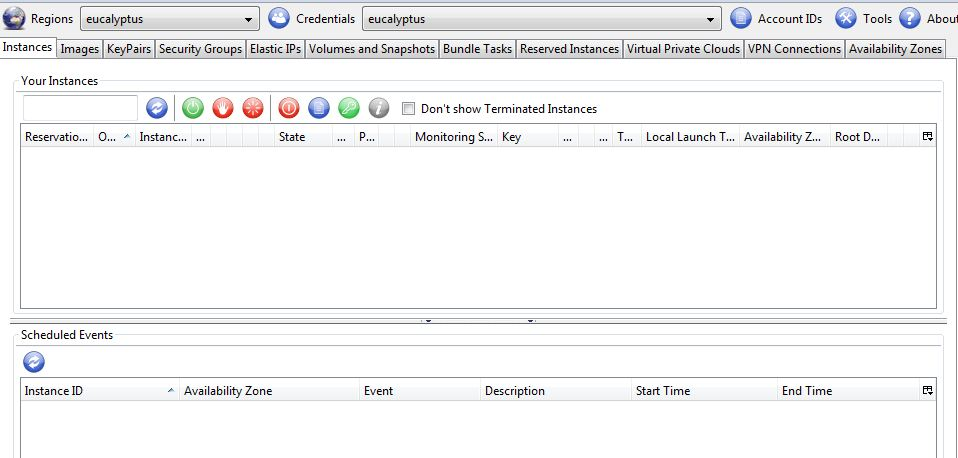 Regions eucalyptus Credentials eucalyptus Account IDs Tools About
Instances Images KeyPairs Security Groups Elastic IPs Volumes and Snapshots Bundle Tasks Reserved Instances Virtual Private Clouds VPN Connections Availability Zones
Your Instances
Don't show Terminated Instances
Reservatio... O... Instanc... ... State ... P... Monitoring S... Key ... ... T... Local Launch T... Availability Z... Root D...
Scheduled Events
Instance ID Availability Zone Event Description Start Time End Time